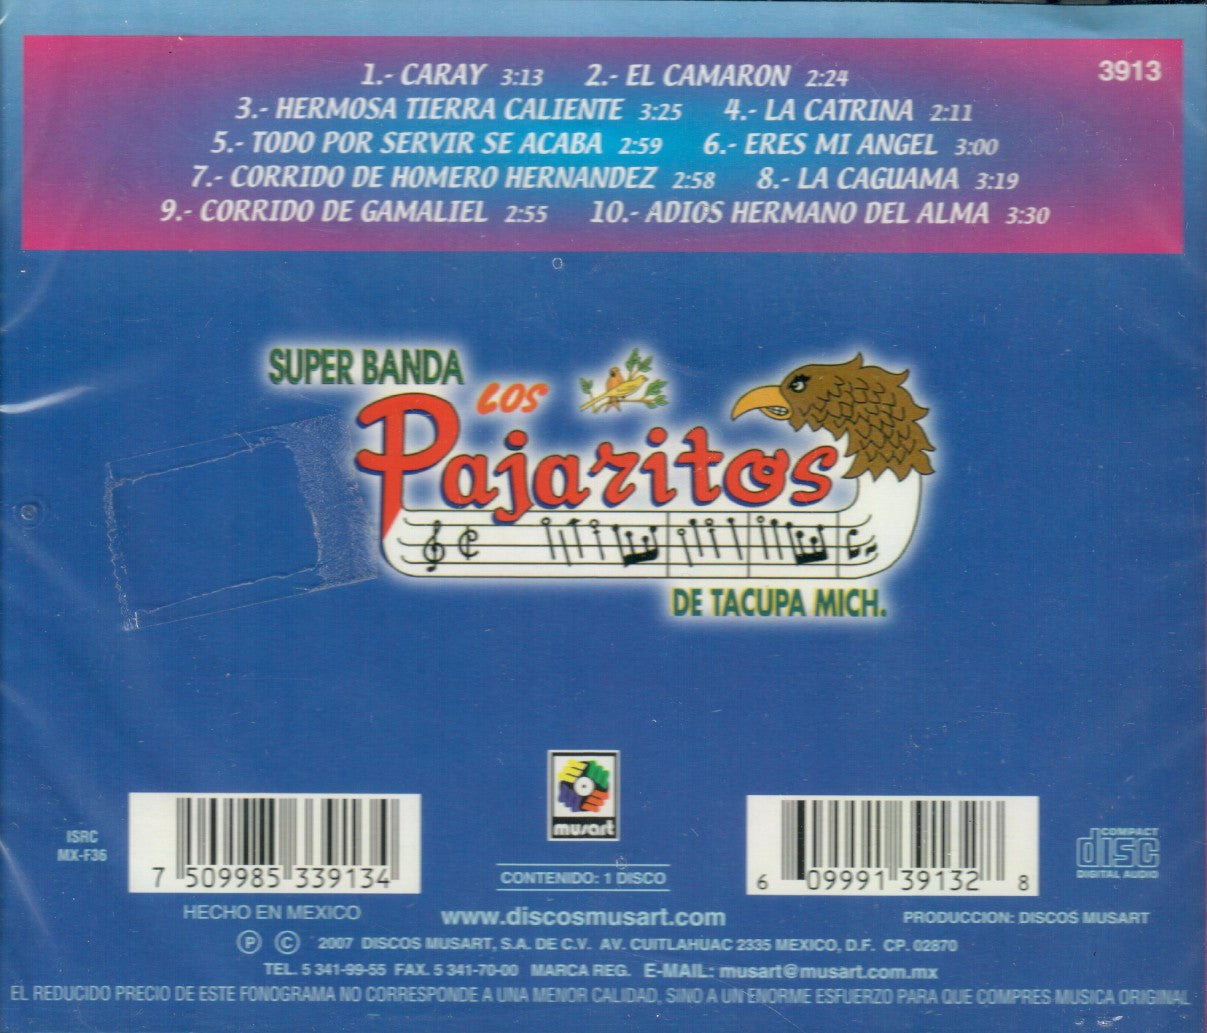 3913
1.- CARAY 3:13 2.- EL CAMARON 2:24
3.- HERMOSA TIERRA CALIENTE 3:25 4.- LA CATRINA 2:11
5.- TODO POR SERVIR SE ACABA 2:59 6.- ERES MI ANGEL 3:00
7.- CORRIDO DE HOMERO HERNANDEZ 2:58 8.- LA CAGUAMA 3:19
9.- CORRIDO DE GAMALIEL 2:55 10.- ADIOS HERMANO DEL ALMA 3:30
SUPER BANDA
LOS
Pajaritos
DE TACUPA MICH.
musart
ISRC
MX-F36
7 509985 339134
CONTENIDO: 1 DISCO
6 09991 39132 8
COMPACT
disc
DIGITAL AUDIO
HECHO EN MEXICO
www.discosmusart.com
PRODUCCION: DISCOS MUSART
Ⓟ © 2007 DISCOS MUSART, S.A. DE C.V. AV. CUITLAHUAC 2335 MEXICO, D.F. CP. 02870
TEL. 5 341-99-55 FAX. 5 341-70-00 MARCA REG. E-MAIL: musart@musart.com.mx
EL REDUCIDO PRECIO DE ESTE FONOGRAMA NO CORRESPONDE A UNA MENOR CALIDAD, SINO A UN ENORME ESFUERZO PARA QUE COMPRES MUSICA ORIGINAL